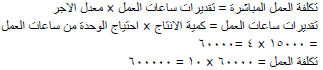 تكلفة العمل المباشرة = تقديرات ساعات العمل x معدل الاجر
تقديرات ساعات العمل = كمية الانتاج x احتياج الوحدة من ساعات العمل
= ١٥٠٠٠ x ٤ =٦٠٠٠٠
تكلفة العمل = ٦٠٠٠٠ x ١٠ = ٦٠٠٠٠٠